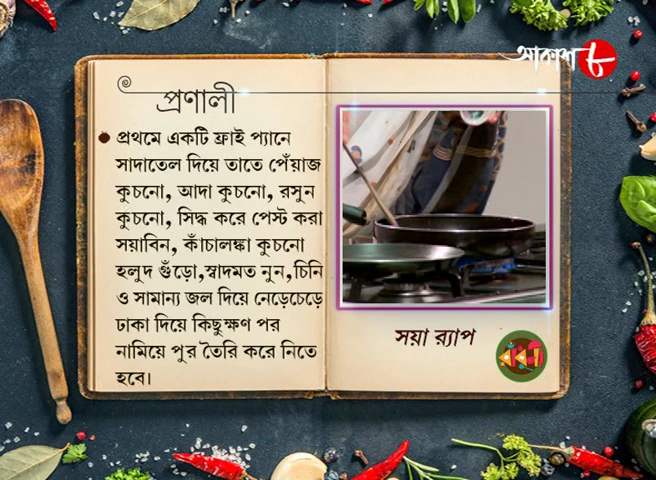 আকাশ ৮
প্রণালী
প্রথমে একটি ফ্রাই প্যানে
সাদাতেল দিয়ে তাতে পেঁয়াজ
কুচনো, আদা কুচনো, রসুন
কুচনো, সিদ্ধ করে পেস্ট করা
সয়াবিন, কাঁচালঙ্কা কুচনো
হলুদ গুঁড়ো,স্বাদমত নুন,চিনি
ও সামান্য জল দিয়ে নেড়েচেড়ে
ঢাকা দিয়ে কিছুক্ষণ পর
নামিয়ে পুর তৈরি করে নিতে
হবে।
সয়া র‍্যাপ